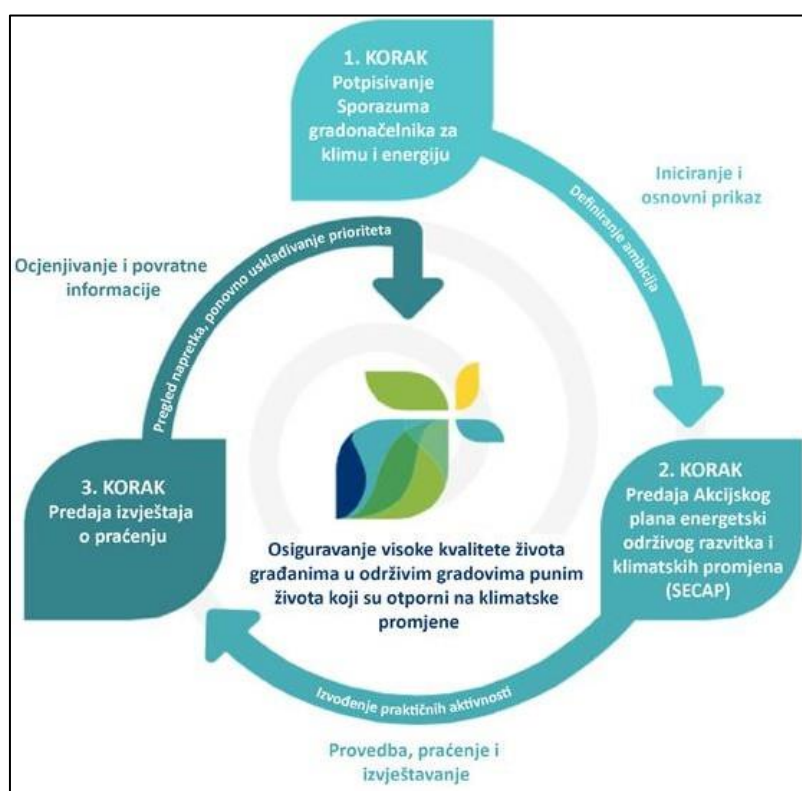 1. KORAK
Potpisivanje
Sporazuma
gradonačelnika za
klimu i energiju
Iniciranje i
osnovni prikaz
Definiranje ambicija
2. KORAK
Predaja Akcijskog
plana energetski
održivog razvitka i
klimatskih promjena
(SECAP)
Izvođenje praktičnih aktivnosti
Provedba, praćenje i
izvještavanje
3. KORAK
Predaja izvještaja
o praćenju
Pregled napretka, ponovno usklađivanje prioriteta
Ocjenjivanje i povratne
informacije
Osiguravanje visoke kvalitete života
građanima u održivim gradovima punim
života koji su otporni na klimatske
promjene